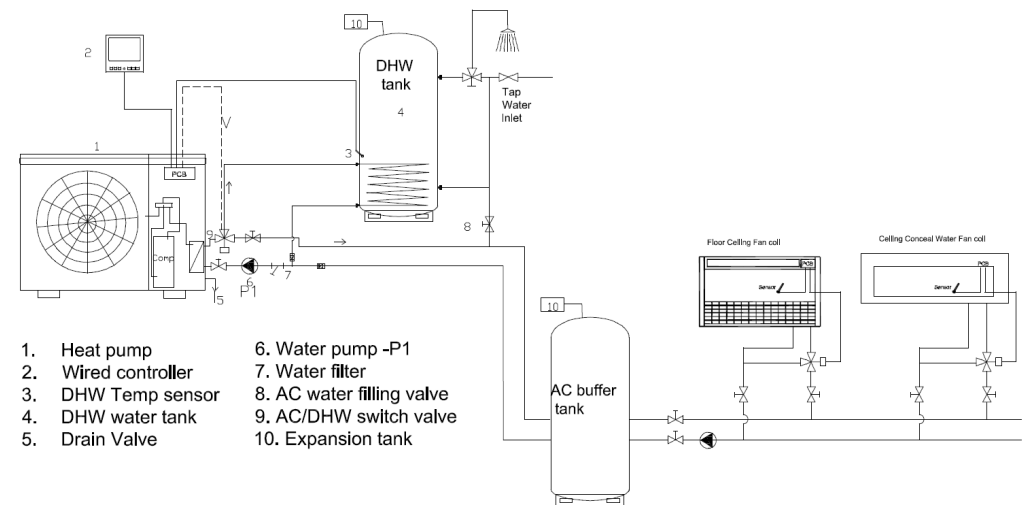 10
2
DHW
tank
4
Tap
Water
Inlet
V
3
1
PCB
8
9
Comp
7
6
P1
5
Floor Ceiling Fan coil
Ceiling Conceal Water Fan coil
PCB
PCB
Sensor
Sensor
10
AC buffer
tank
1. Heat pump
2. Wired controller
3. DHW Temp sensor
4. DHW water tank
5. Drain Valve
6. Water pump -P1
7. Water filter
8. AC water filling valve
9. AC/DHW switch valve
10. Expansion tank